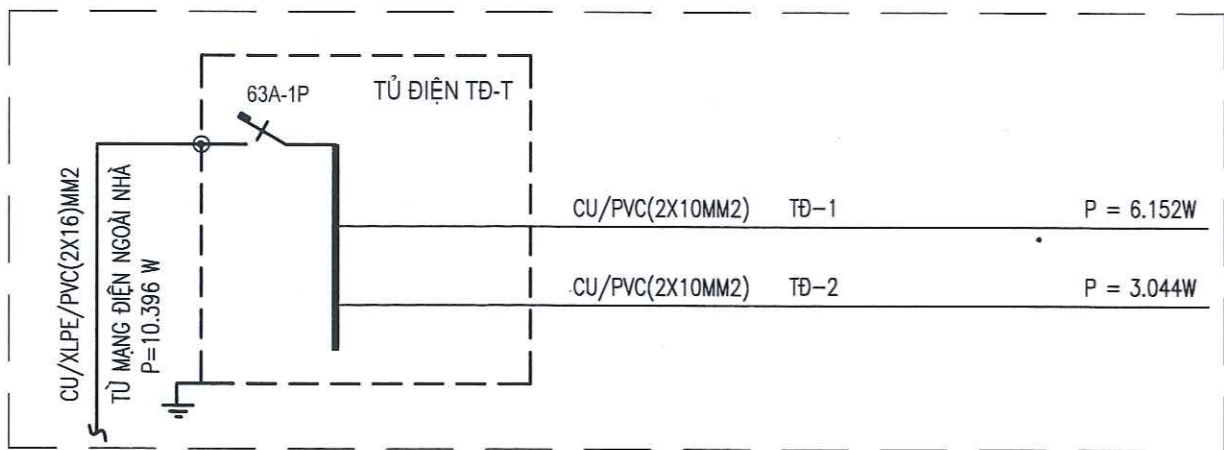 63A-1P
TỦ ĐIỆN TĐ-T
CU/XLPE/PVC(2X16)MM2
TỪ MẠNG ĐIỆN NGOÀI NHÀ
P=10.396 W
CU/PVC(2X10MM2) TĐ-1 P = 6.152W
CU/PVC(2X10MM2) TĐ-2 P = 3.044W